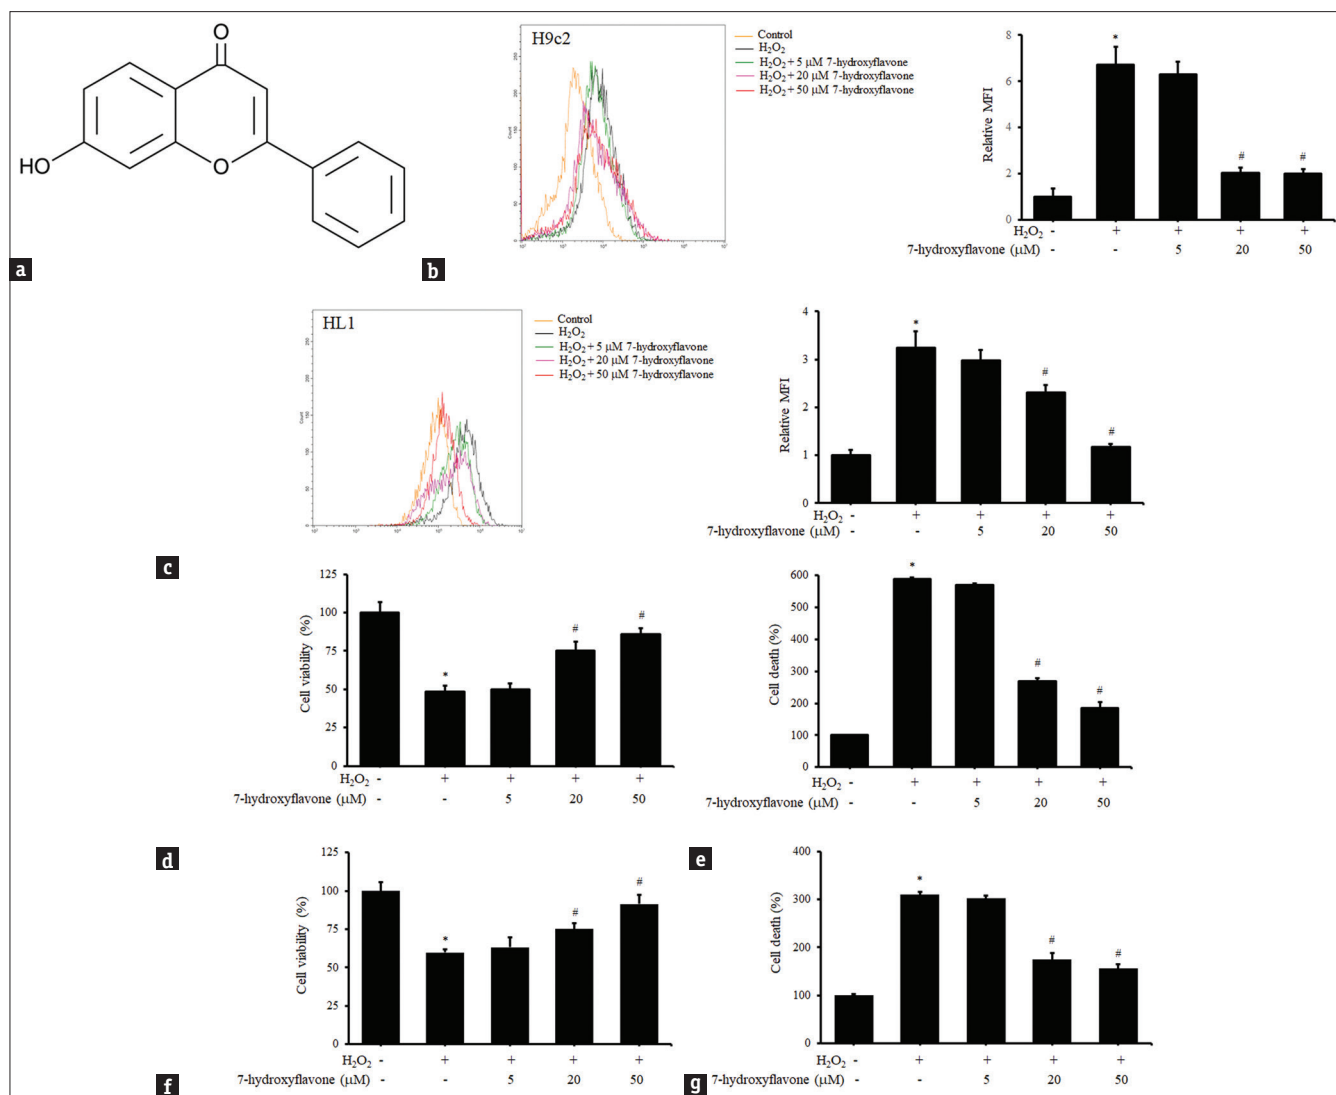 O
HO
O
a
H9c2
Control
H₂O₂
H₂O₂ + 5 μM 7-hydroxyflavone
H₂O₂ + 20 μM 7-hydroxyflavone
H₂O₂ + 50 μM 7-hydroxyflavone
Count
b
Relative MFI
8
6
4
2
0
*
#
#
H₂O₂ - + + + +
7-hydroxyflavone (μM) - - 5 20 50
HL1
Control
H₂O₂
H₂O₂ + 5 μM 7-hydroxyflavone
H₂O₂ + 20 μM 7-hydroxyflavone
H₂O₂ + 50 μM 7-hydroxyflavone
Count
c
Relative MFI
4
3
2
1
0
*
#
#
H₂O₂ - + + + +
7-hydroxyflavone (μM) - - 5 20 50
Cell viability (%)
125
100
75
50
25
0
*
#
#
H₂O₂ - + + + +
7-hydroxyflavone (μM) - - 5 20 50
d
Cell death (%)
600
500
400
300
200
100
0
*
#
#
H₂O₂ - + + + +
7-hydroxyflavone (μM) - - 5 20 50
e
Cell viability (%)
125
100
75
50
25
0
*
#
#
H₂O₂ - + + + +
7-hydroxyflavone (μM) - - 5 20 50
f
Cell death (%)
400
300
200
100
0
*
#
#
H₂O₂ - + + + +
7-hydroxyflavone (μM) - - 5 20 50
g